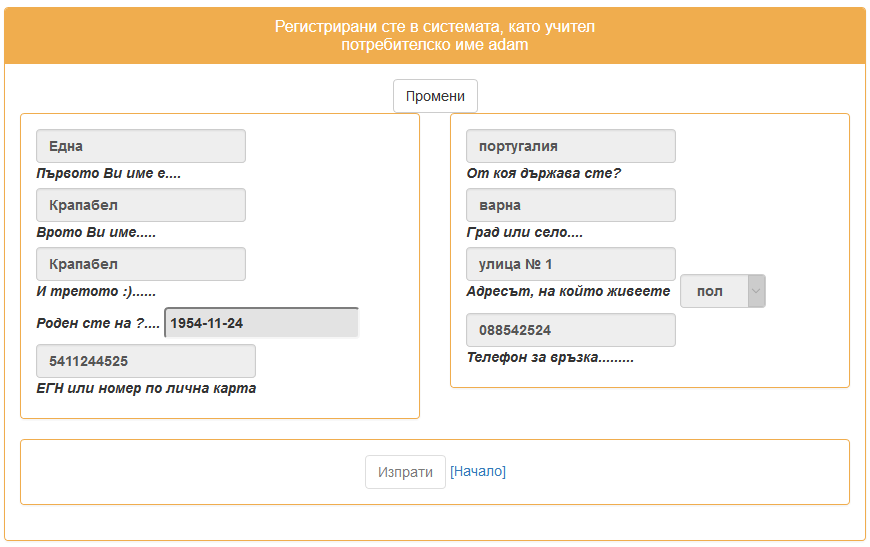 Регистрирани сте в системата, като учител
потребителско име adam
Промени
Една
Първото Ви име е....
Крапабел
Врото Ви име.....
Крапабел
И третото :)......
Роден сте на ?.... 1954-11-24
5411244525
ЕГН или номер по лична карта
португалия
От коя държава сте?
варна
Град или село....
улица № 1
Адресът, на който живеете пол
088542524
Телефон за връзка.........
Изпрати [Начало]